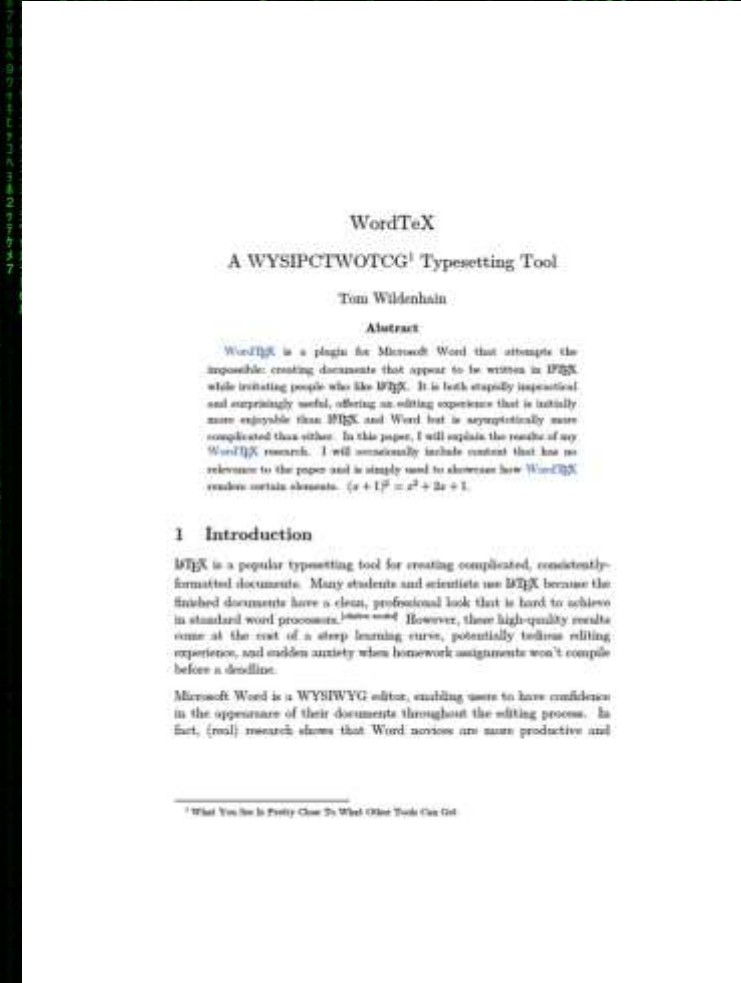 WordTeX
A WYSIPCTWOTCG¹ Typesetting Tool
Tom Wildenhain
Abstract
WordTEX is a plugin for Microsoft Word that attempts the
impossible: creating documents that appear to be written in LATEX
while irritating people who like LATEX. It is both stupidly impractical
and surprisingly useful, offering an editing experience that is initially
more enjoyable than LATEX and Word but is asymptotically more
complicated than either. In this paper, I will explain the results of my
WordTEX research. I will occasionally include content that has no
relevance to the paper and is simply used to showcase how WordTEX
renders certain elements. (x + 1)² = x² + 2x + 1.
1 Introduction
LATEX is a popular typesetting tool for creating complicated, consistently-
formatted documents. Many students and scientists use LATEX because the
finished documents have a clean, professional look that is hard to achieve
in standard word processors.[citation needed] However, these high-quality results
come at the cost of a steep learning curve, potentially tedious editing
experience, and sudden anxiety when homework assignments won't compile
before a deadline.
Microsoft Word is a WYSIWYG editor, enabling users to have confidence
in the appearance of their documents throughout the editing process. In
fact, (real) research shows that Word novices are more productive and
¹ What You See Is Pretty Close To What Other Tools Can Get